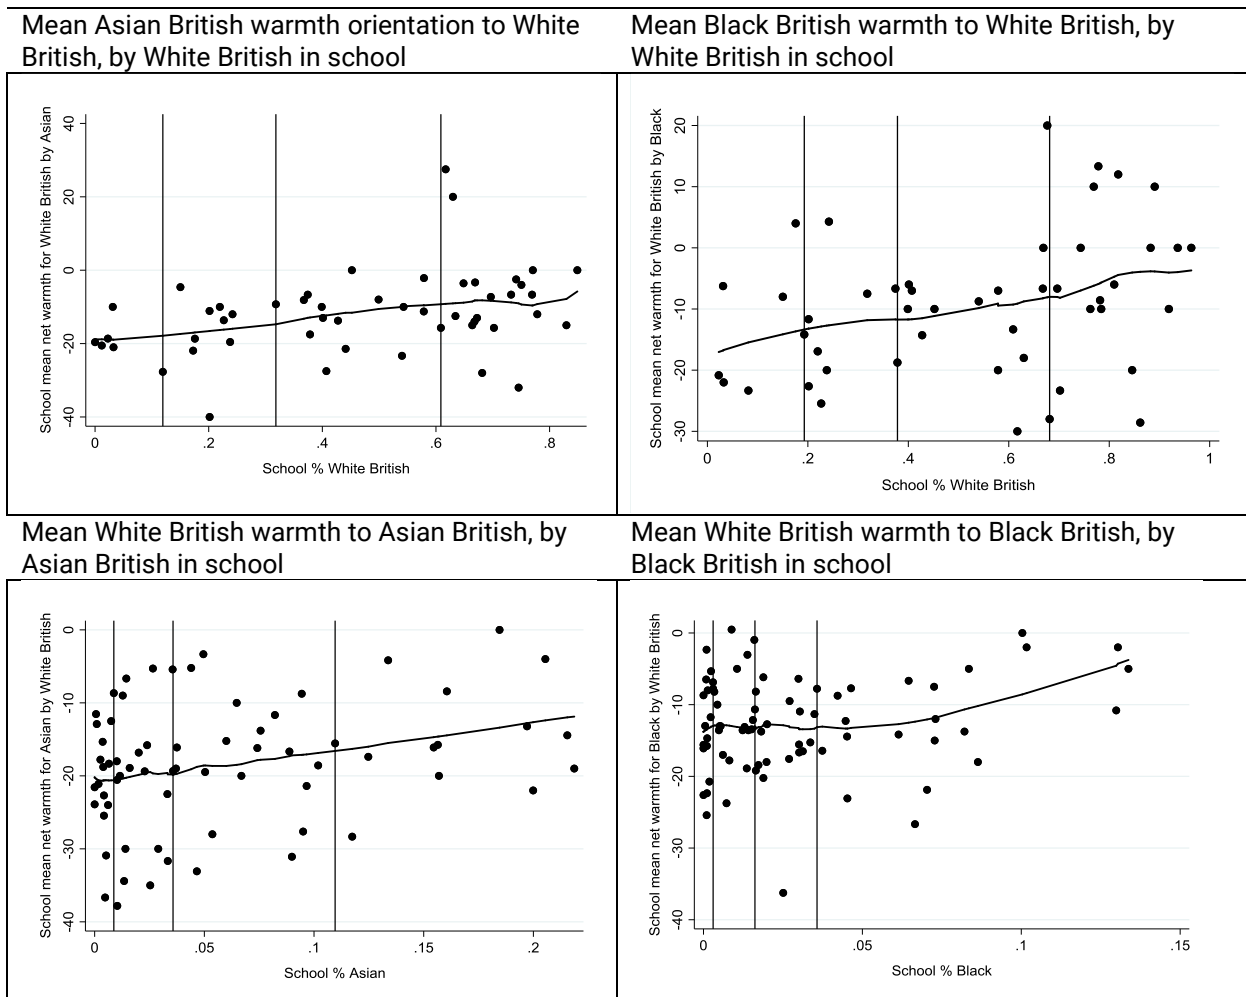 Mean Asian British warmth orientation to White
British, by White British in school
Mean Black British warmth to White British, by
White British in school
School mean net warmth for White British by Asian
40
20
0
-20
-40
0 .2 .4 .6 .8
School % White British
School mean net warmth for White British by Black
20
10
0
-10
-20
-30
0 .2 .4 .6 .8 1
School % White British
Mean White British warmth to Asian British, by
Asian British in school
Mean White British warmth to Black British, by
Black British in school
School mean net warmth for Asian by White British
0
-10
-20
-30
-40
0 .05 .1 .15 .2
School % Asian
School mean net warmth for Black by White British
0
-10
-20
-30
-40
0 .05 .1 .15
School % Black